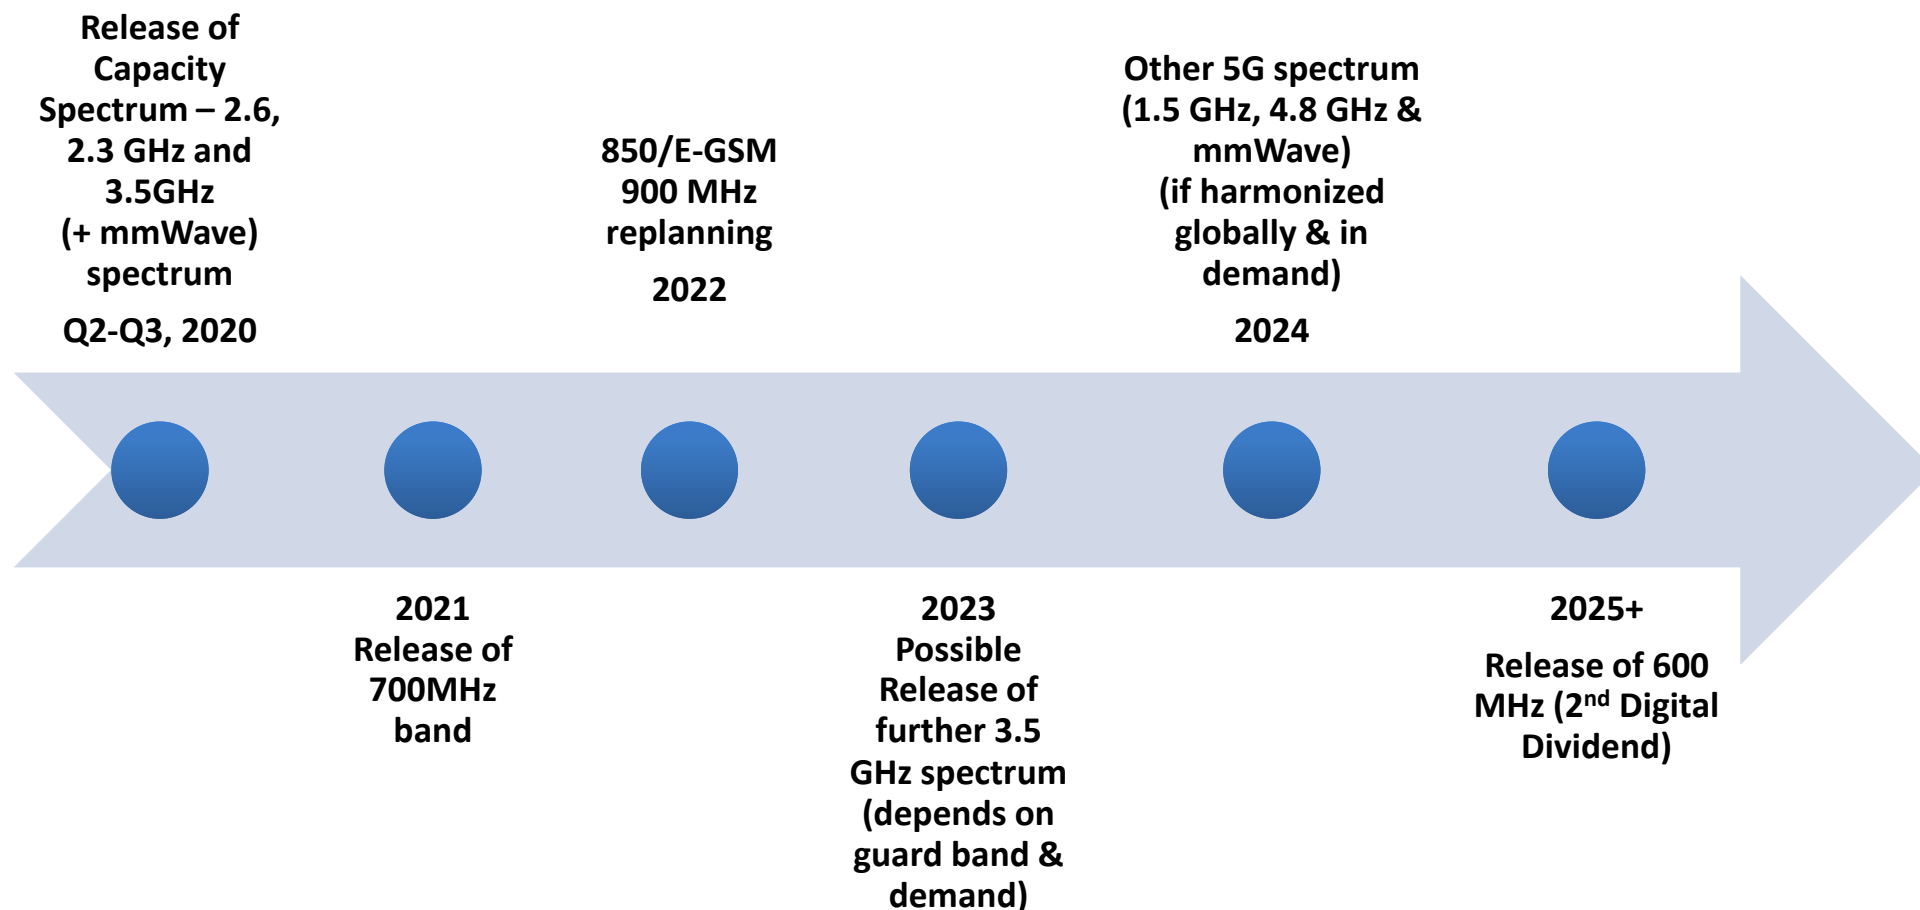 Release of
Capacity
Spectrum – 2.6,
2.3 GHz and
3.5GHz
(+ mmWave)
spectrum
Q2-Q3, 2020
2021
Release of
700MHz
band
850/E-GSM
900 MHz
replanning
2022
2023
Possible
Release of
further 3.5
GHz spectrum
(depends on
guard band &
demand)
Other 5G spectrum
(1.5 GHz, 4.8 GHz &
mmWave)
(if harmonized
globally & in
demand)
2024
2025+
Release of 600
MHz (2nd Digital
Dividend)